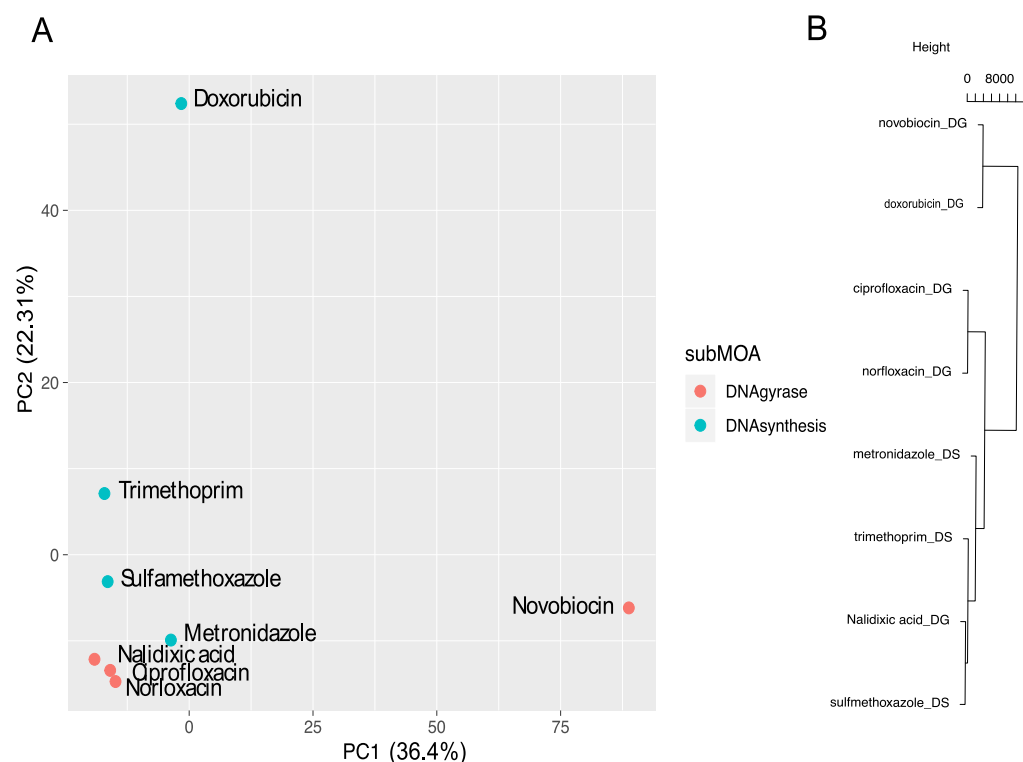 A
Doxorubicin
Trimethoprim
Sulfamethoxazole
Novobiocin
Metronidazole
Nalidixic acid
Ciprofloxacin
Norloxacin
40
20
0
PC2 (22.31%)
0
25
50
75
PC1 (36.4%)
subMOA
DNAgyrase
DNAsynthesis
B
Height
0 8000
novobiocin_DG
doxorubicin_DG
ciprofloxacin_DG
norfloxacin_DG
metronidazole_DS
trimethoprim_DS
Nalidixic acid_DG
sulfmethoxazole_DS